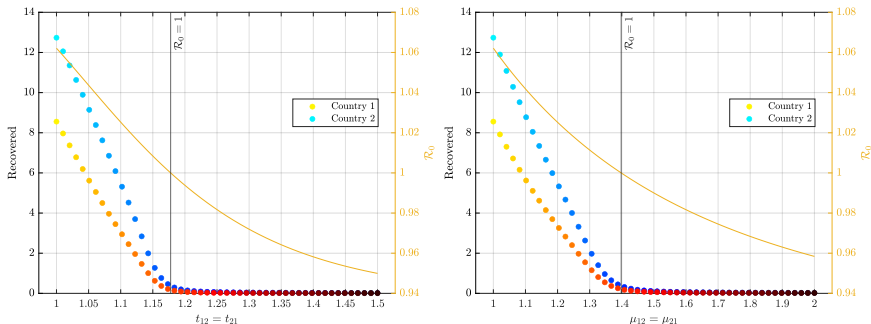 14
12
10
8
6
4
2
0
Recovered
1 1.05 1.1 1.15 1.2 1.25 1.3 1.35 1.4 1.45 1.5
t₁₂ = t₂₁
1.08
1.06
1.04
1.02
1
0.98
0.96
0.94
ℛ₀
ℛ₀ = 1
Country 1
Country 2
14
12
10
8
6
4
2
0
Recovered
1 1.1 1.2 1.3 1.4 1.5 1.6 1.7 1.8 1.9 2
μ₁₂ = μ₂₁
1.08
1.06
1.04
1.02
1
0.98
0.96
0.94
ℛ₀
ℛ₀ = 1
Country 1
Country 2